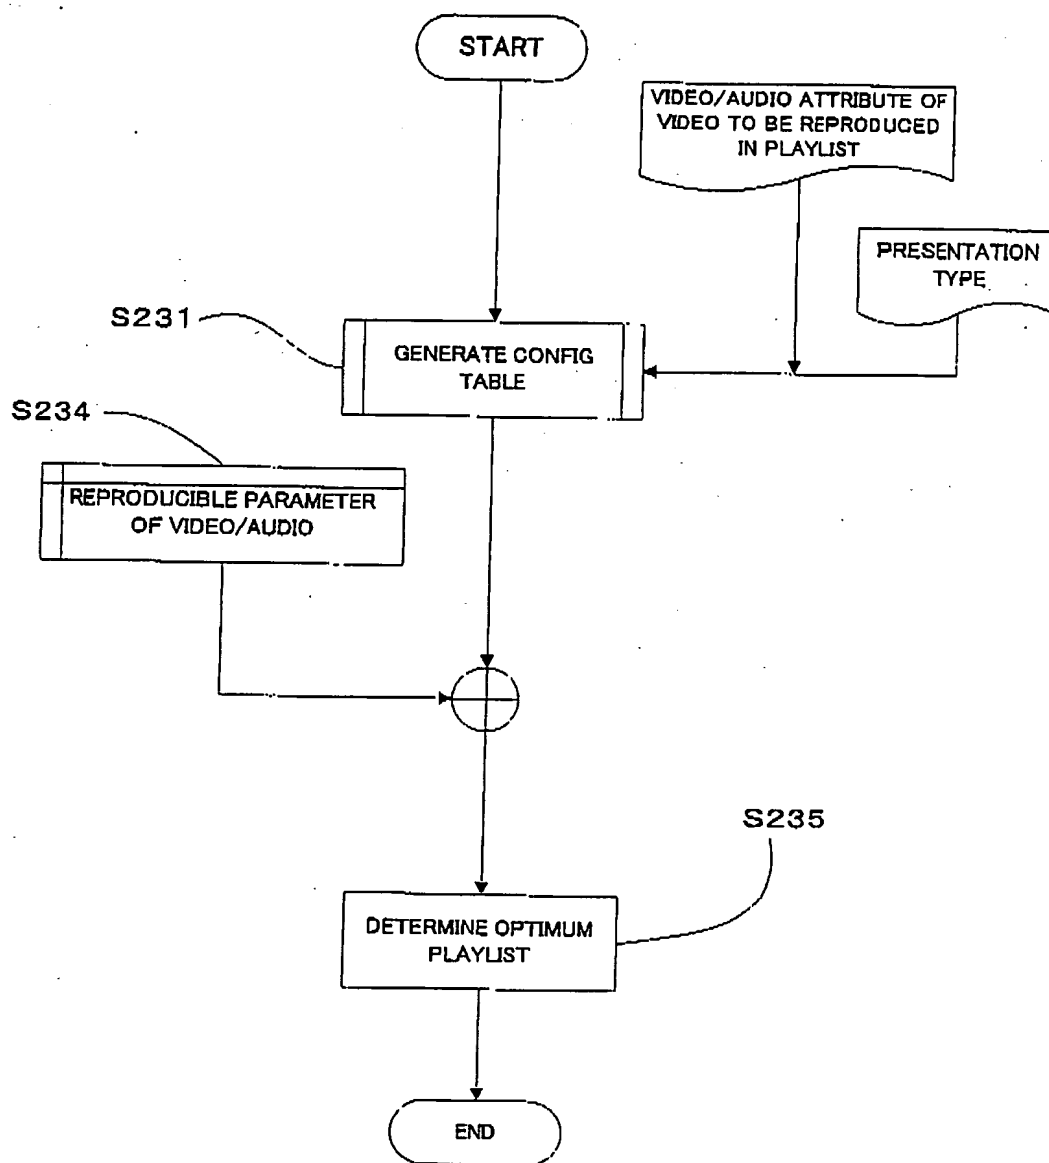 START
VIDEO/AUDIO ATTRIBUTE OF
VIDEO TO BE REPRODUCED
IN PLAYLIST
PRESENTATION
TYPE
S231
GENERATE CONFIG
TABLE
S234
REPRODUCIBLE PARAMETER
OF VIDEO/AUDIO
S235
DETERMINE OPTIMUM
PLAYLIST
END